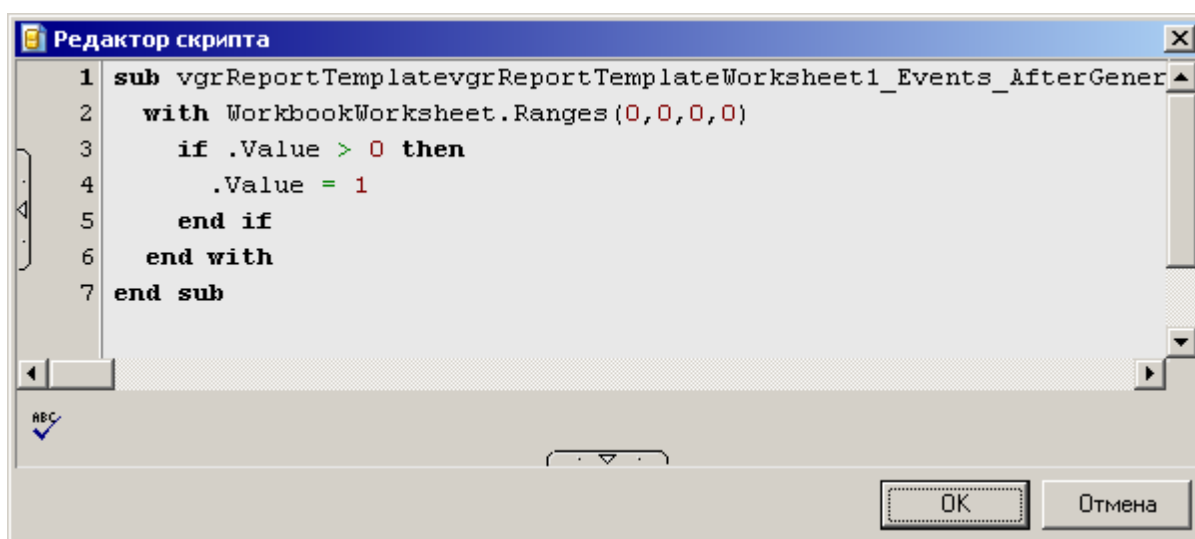 Редактор скрипта
1 sub vgrReportTemplatevgrReportTemplateWorksheet1_Events_AfterGener
2 with WorkbookWorksheet.Ranges(0,0,0,0)
3 if .Value > 0 then
4 .Value = 1
5 end if
6 end with
7 end sub
ABC
OK Отмена